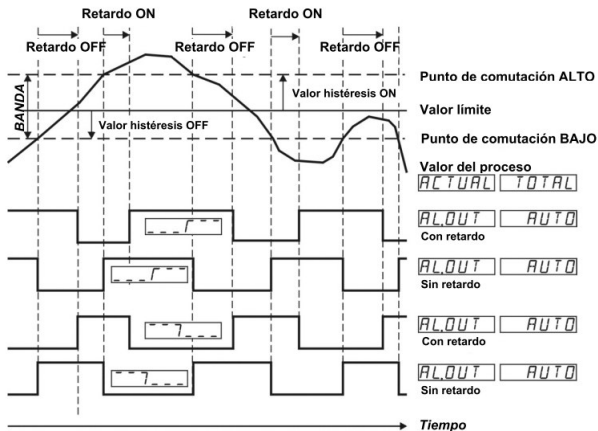 Retardo ON
Retardo ON
Retardo OFF
Retardo OFF
Retardo OFF
Punto de comutación ALTO
BANDA
Valor histéresis ON
Valor límite
Valor histéresis OFF
Punto de comutación BAJO
Valor del proceso
ACTUAL TOTAL
AL.OUT AUTO
Con retardo
AL.OUT AUTO
Sin retardo
AL.OUT AUTO
Con retardo
AL.OUT AUTO
Sin retardo
Tiempo